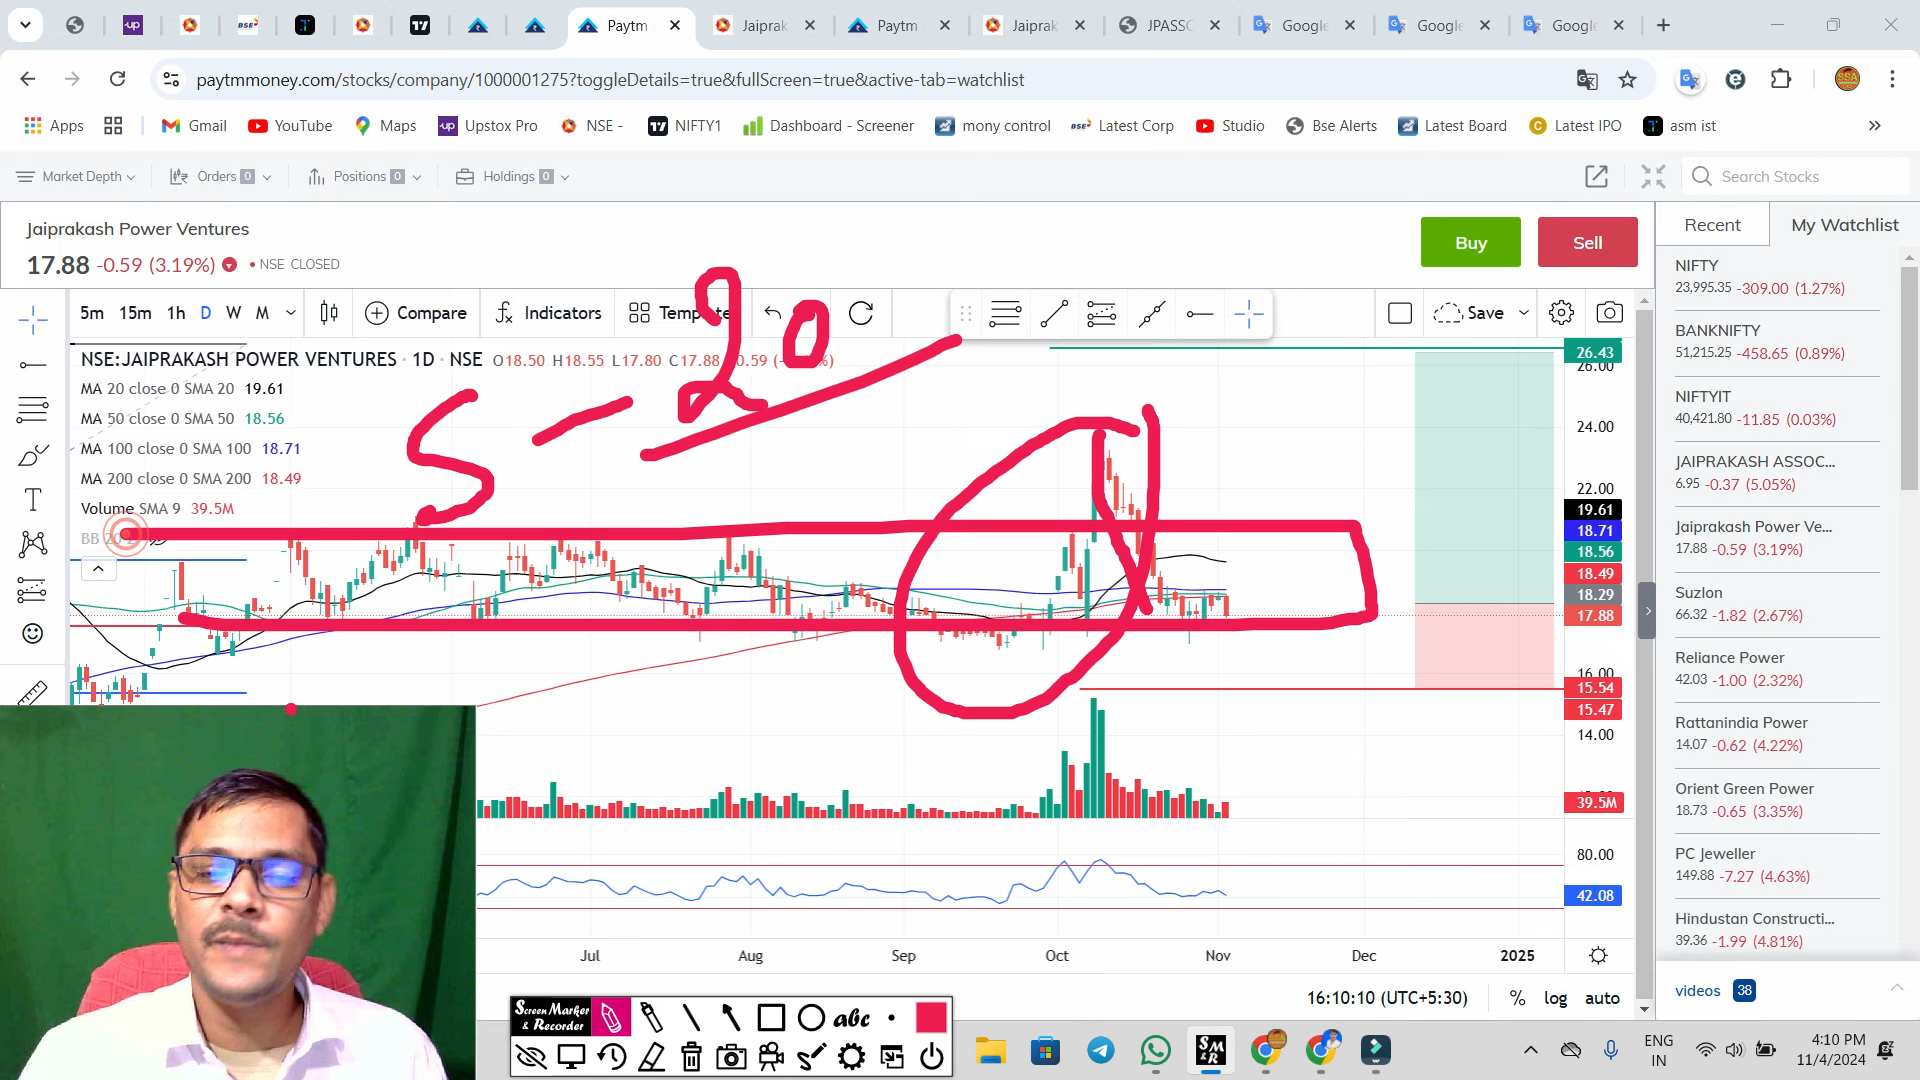 Paytm
Jaiprak
Paytm
Jaiprak
JPASSO
Google
Google
Google
paytmmoney.com/stocks/company/1000001275?toggleDetails=true&fullScreen=true&active-tab=watchlist
Apps
Gmail
YouTube
Maps
Upstox Pro
NSE -
NIFTY1
Dashboard - Screener
mony control
Latest Corp
Studio
Bse Alerts
Latest Board
Latest IPO
asm ist
Market Depth
Orders 0
Positions 0
Holdings 0
Search Stocks
Jaiprakash Power Ventures
17.88 -0.59 (3.19%) • NSE CLOSED
Buy
Sell
Recent
My Watchlist
5m 15m 1h D W M
Compare
Indicators
Save
NSE:JAIPRAKASH POWER VENTURES · 1D · NSE O18.50 H18.55 L17.80 C17.88
MA 20 close 0 SMA 20 19.61
MA 50 close 0 SMA 50 18.56
MA 100 close 0 SMA 100 18.71
MA 200 close 0 SMA 200 18.49
Volume SMA 9 39.5M
S - 20
26.43
26.00
24.00
22.00
19.61
18.71
18.56
18.49
18.29
17.88
16.00
15.54
15.47
14.00
39.5M
80.00
42.08
Jul Aug Sep Oct Nov Dec 2025
16:10:10 (UTC+5:30) % log auto
NIFTY
23,995.35 -309.00 (1.27%)
BANKNIFTY
51,215.25 -458.65 (0.89%)
NIFTYIT
40,421.80 -11.85 (0.03%)
JAIPRAKASH ASSOC...
6.95 -0.37 (5.05%)
Jaiprakash Power Ve...
17.88 -0.59 (3.19%)
Suzlon
66.32 -1.82 (2.67%)
Reliance Power
42.03 -1.00 (2.32%)
Rattanindia Power
14.07 -0.62 (4.22%)
Orient Green Power
18.73 -0.65 (3.35%)
PC Jeweller
149.88 -7.27 (4.63%)
Hindustan Constructi...
39.36 -1.99 (4.81%)
videos 38
Screen Marker
& Recorder
abc
SM
&R
ENG
IN
4:10 PM
11/4/2024